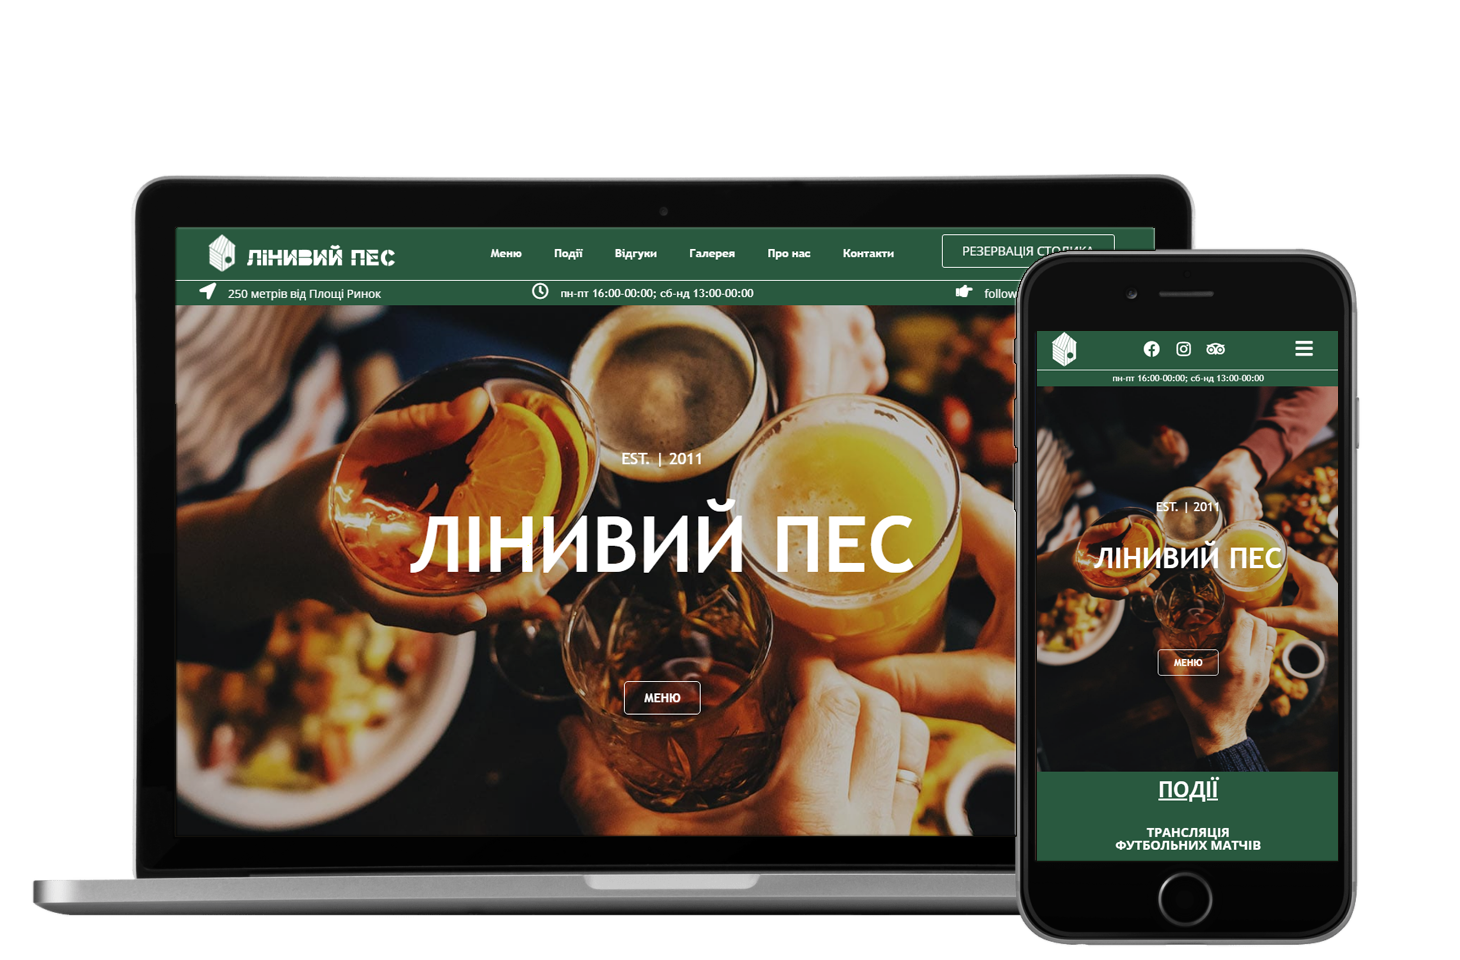 ЛІНИВИЙ ПЕС
Меню Події Відгуки Галерея Про нас Контакти
РЕЗЕРВАЦІЯ СТОЛИКА
250 метрів від Площі Ринок
пн-пт 16:00-00:00; сб-нд 13:00-00:00
follow
EST. | 2011
ЛІНИВИЙ ПЕС
МЕНЮ
пн-пт 16:00-00:00; сб-нд 13:00-00:00
EST. | 2011
ЛІНИВИЙ ПЕС
МЕНЮ
ПОДІЇ
ТРАНСЛЯЦІЯ
ФУТБОЛЬНИХ МАТЧІВ